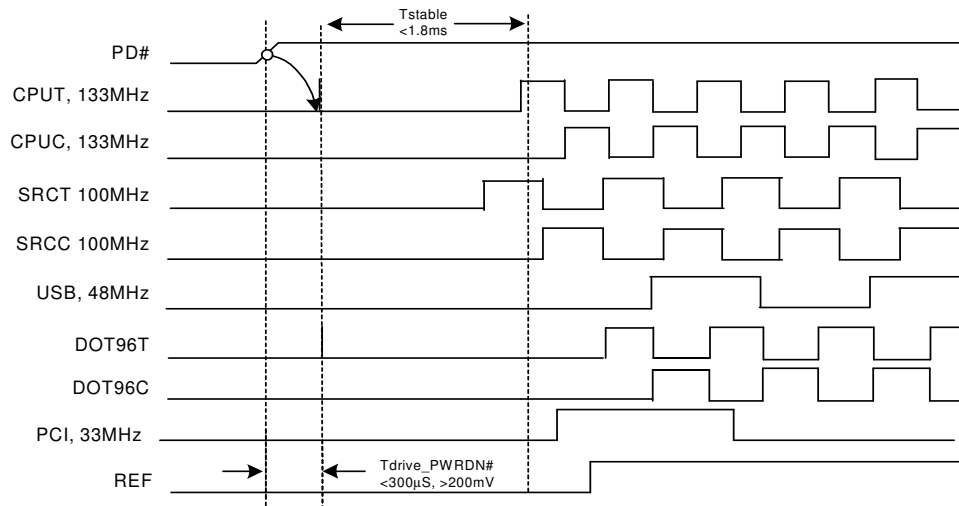 Tstable
<1.8ms
PD#
CPUT, 133MHz
CPUC, 133MHz
SRCT 100MHz
SRCC 100MHz
USB, 48MHz
DOT96T
DOT96C
PCI, 33MHz
Tdrive_PWRDN#
<300µS, >200mV
REF